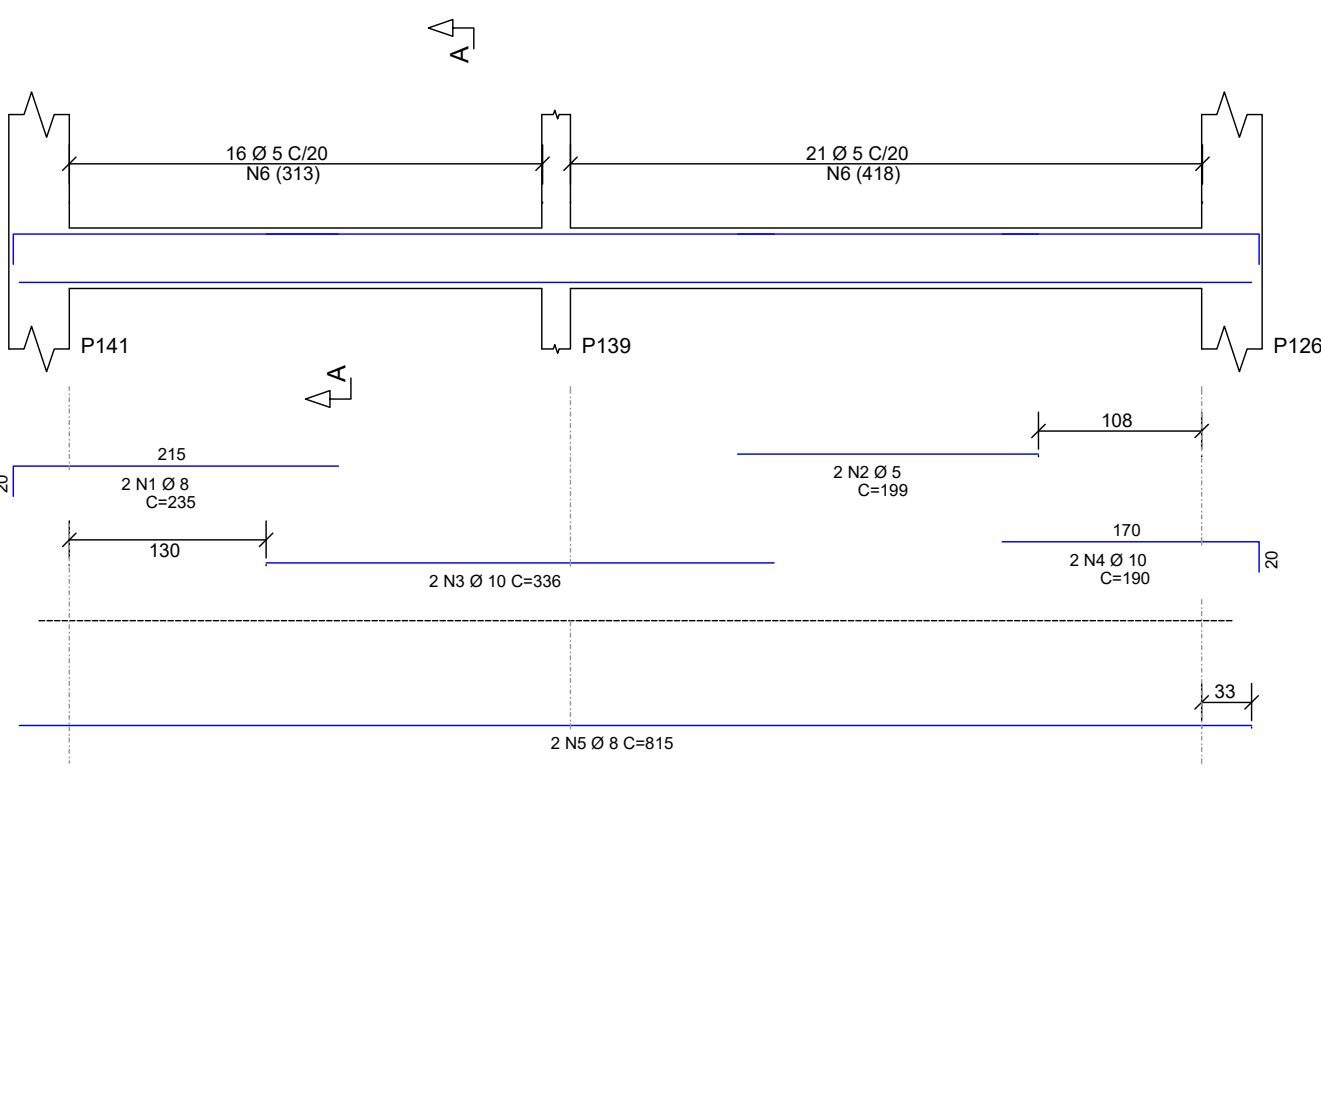 A
16 Ø 5 C/20
N6 (313)
21 Ø 5 C/20
N6 (418)
P141
P139
P126
A
108
215
20
2 N1 Ø 8
C=235
2 N2 Ø 5
C=199
130
170
20
2 N4 Ø 10
C=190
2 N3 Ø 10 C=336
33
2 N5 Ø 8 C=815